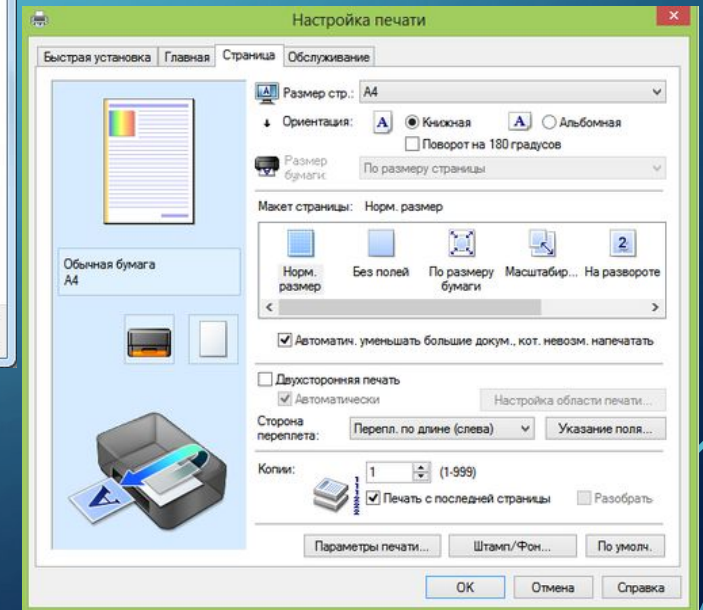 Настройка печати
Быстрая установка Главная Страница Обслуживание
Размер стр.: A4
Ориентация: A Книжная A Альбомная
Поворот на 180 градусов
Размер бумаги: По размеру страницы
Макет страницы: Норм. размер
Норм. размер Без полей По размеру бумаги Масштабир... 2 На развороте
Обычная бумага
A4
Автоматич. уменьшать большие докум., кот. невозм. напечатать
Двухсторонняя печать
Автоматически Настройка области печати...
Сторона переплета: Перепл. по длине (слева) Указание поля...
Копии: 1 (1-999)
Печать с последней страницы Разобрать
A
Параметры печати... Штамп/Фон... По умолч.
OK Отмена Справка